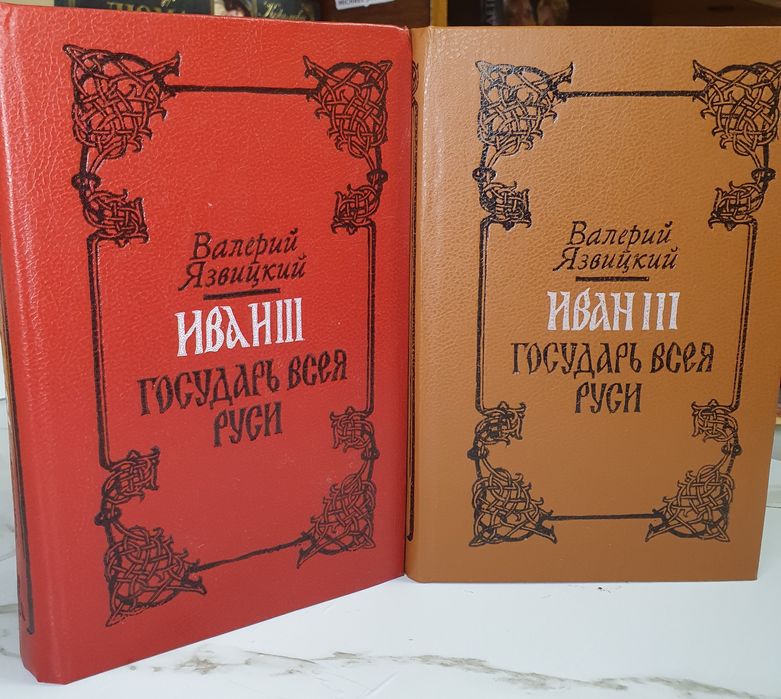 Валерий
Язвицкий
ИВАН III
ГОСУДАРЬ ВСЕЯ
РУСИ
Валерий
Язвицкий
ИВАН III
ГОСУДАРЬ ВСЕЯ
РУСИ